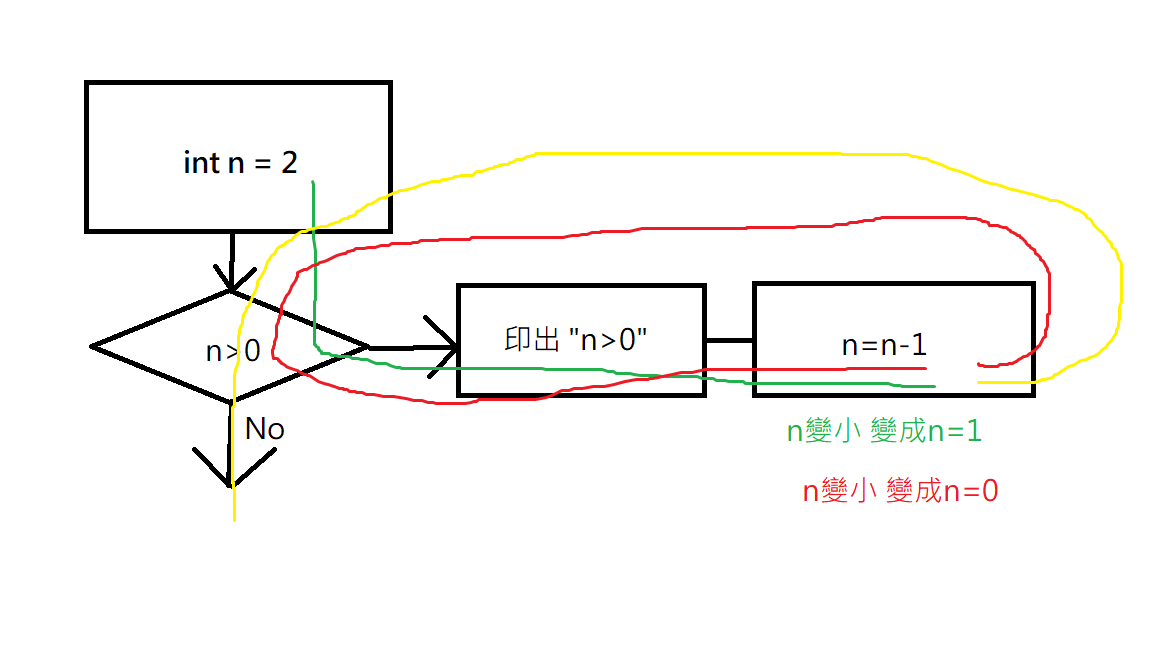 int n = 2
n>0
印出 "n>0"
n=n-1
No
n變小 變成n=1
n變小 變成n=0